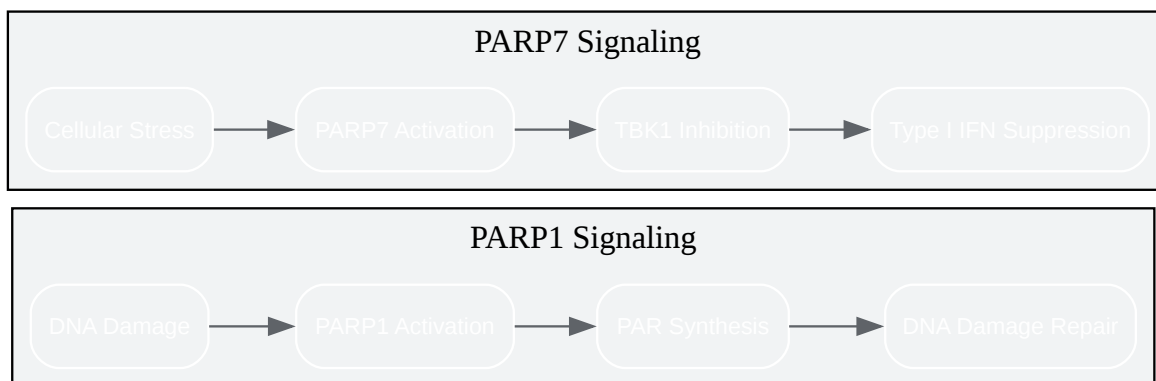 PARP7 Signaling
Cellular Stress
PARP7 Activation
TBK1 Inhibition
Type I IFN Suppression
PARP1 Signaling
DNA Damage
PARP1 Activation
PAR Synthesis
DNA Damage Repair